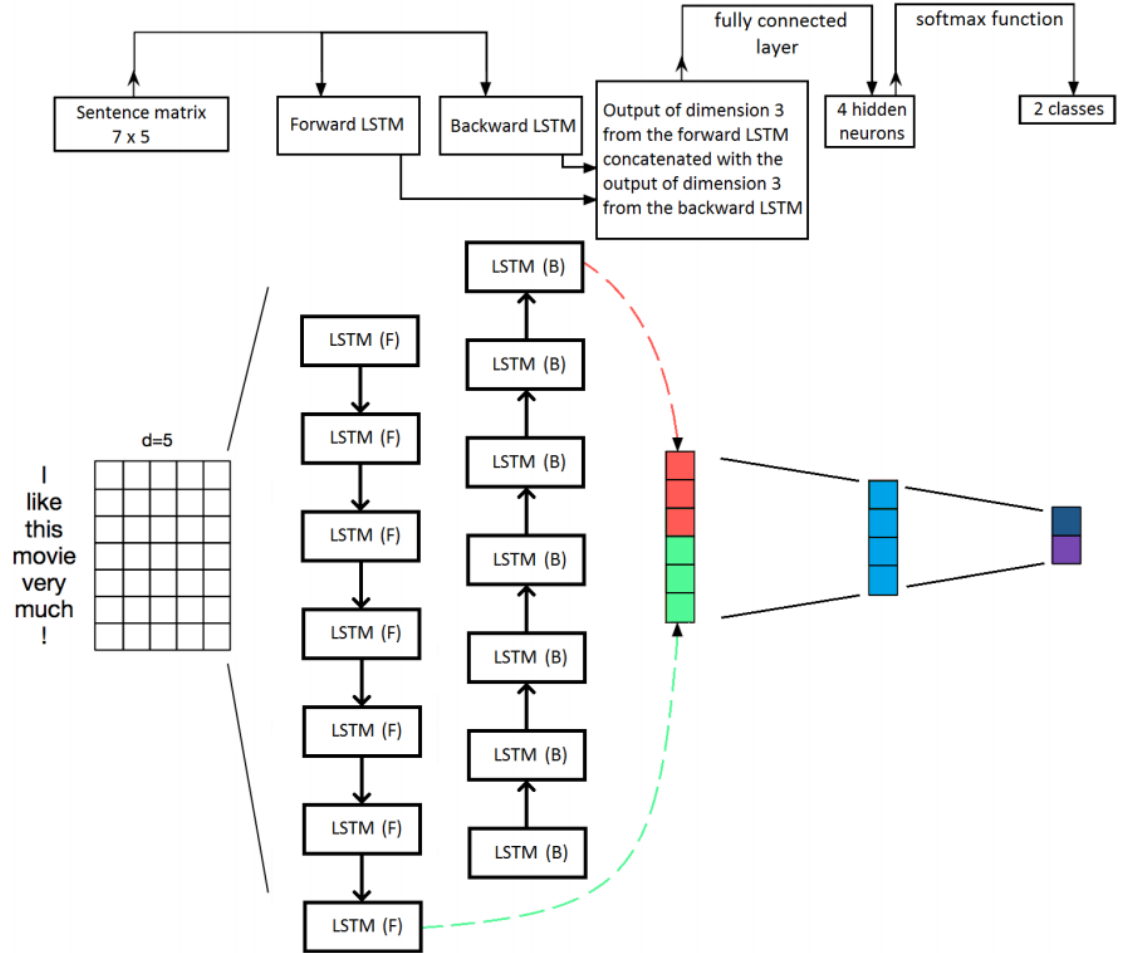 fully connected
layer
softmax function
Sentence matrix
7 x 5
Forward LSTM
Backward LSTM
Output of dimension 3
from the forward LSTM
concatenated with the
output of dimension 3
from the backward LSTM
4 hidden
neurons
2 classes
d=5
I
like
this
movie
very
much
!
LSTM (F)
LSTM (F)
LSTM (F)
LSTM (F)
LSTM (F)
LSTM (F)
LSTM (F)
LSTM (B)
LSTM (B)
LSTM (B)
LSTM (B)
LSTM (B)
LSTM (B)
LSTM (B)